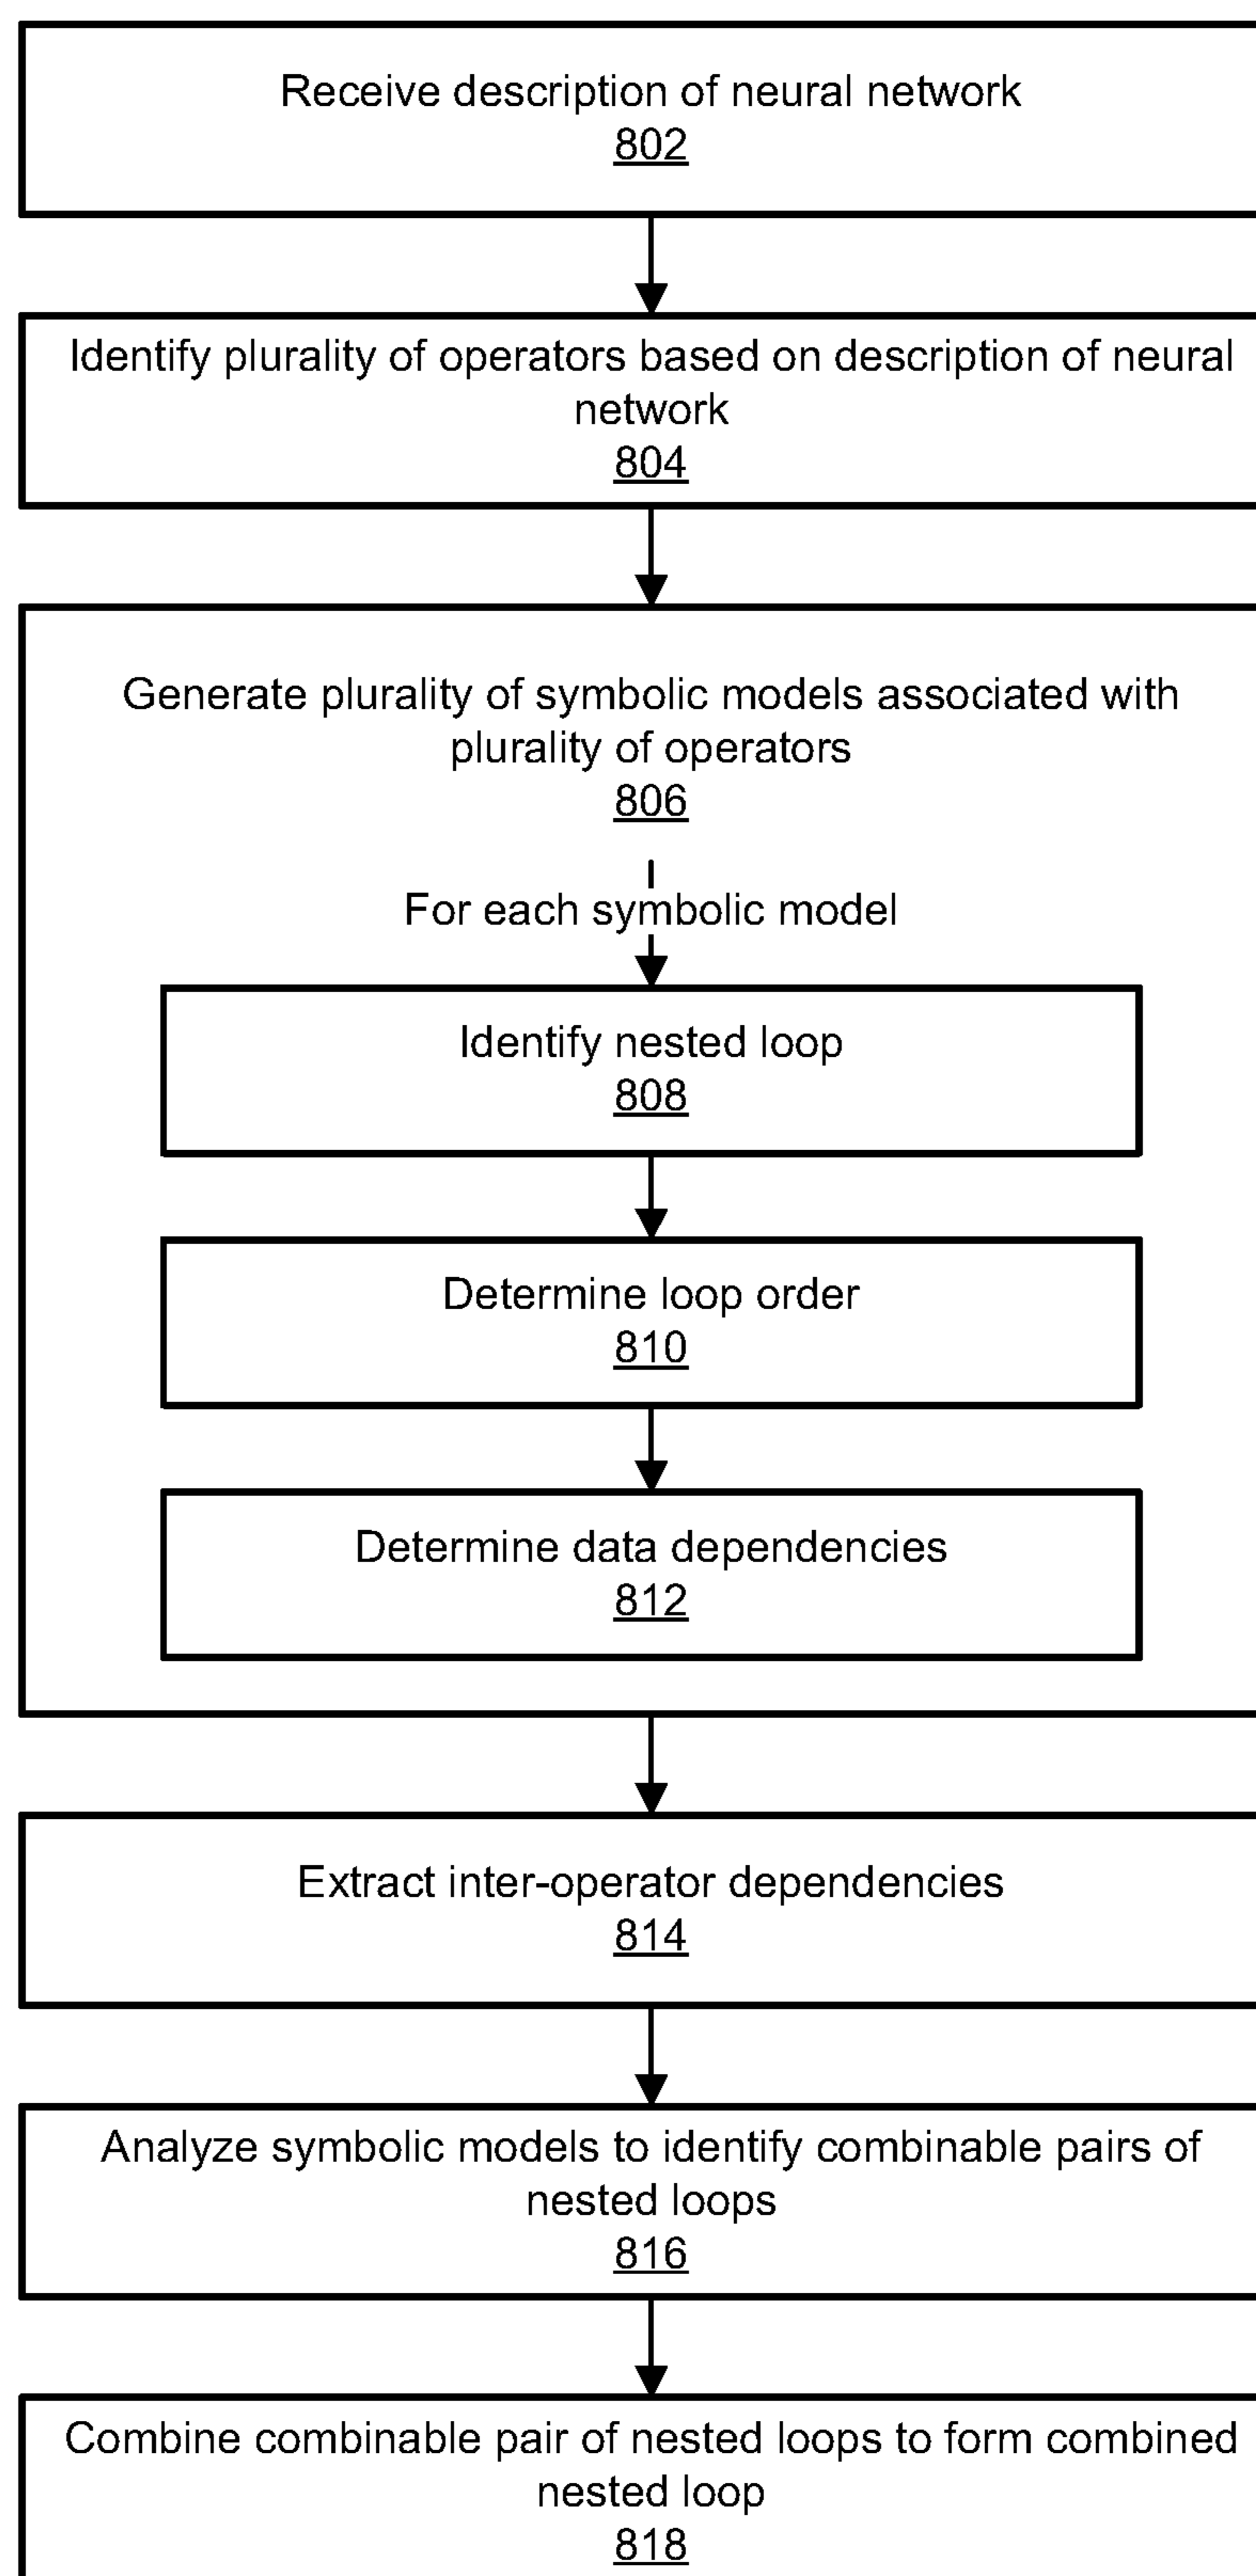 Receive description of neural network
802
Identify plurality of operators based on description of neural
network
804
Generate plurality of symbolic models associated with
plurality of operators
806
For each symbolic model
Identify nested loop
808
Determine loop order
810
Determine data dependencies
812
Extract inter-operator dependencies
814
Analyze symbolic models to identify combinable pairs of
nested loops
816
Combine combinable pair of nested loops to form combined
nested loop
818